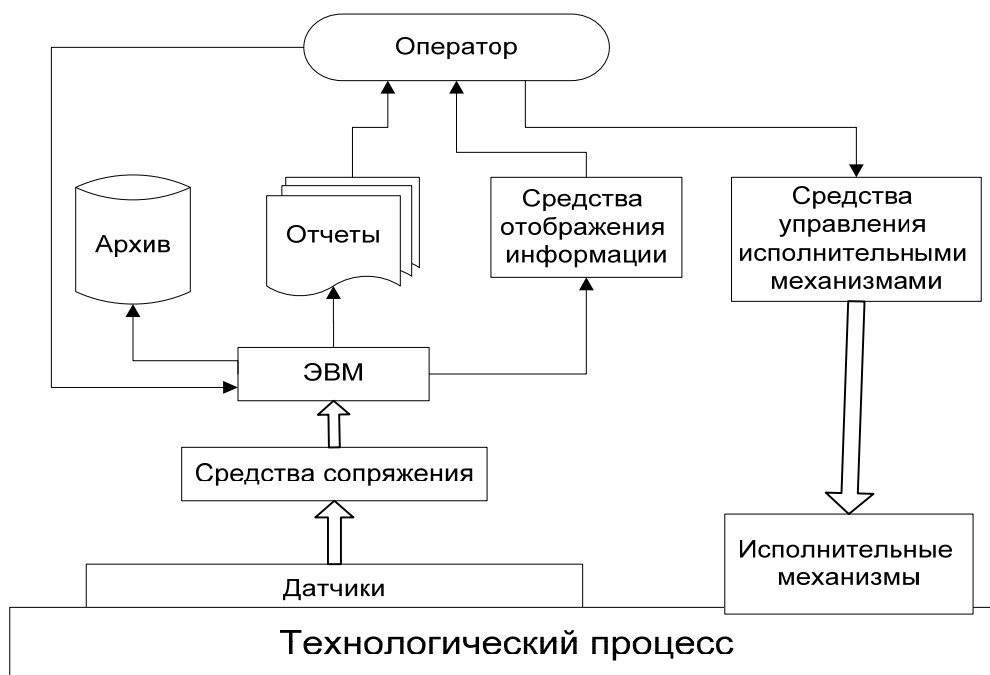 Оператор
Архив
Отчеты
Средства
отображения
информации
Средства
управления
исполнительными
механизмами
ЭВМ
Средства сопряжения
Исполнительные
механизмы
Датчики
Технологический процесс